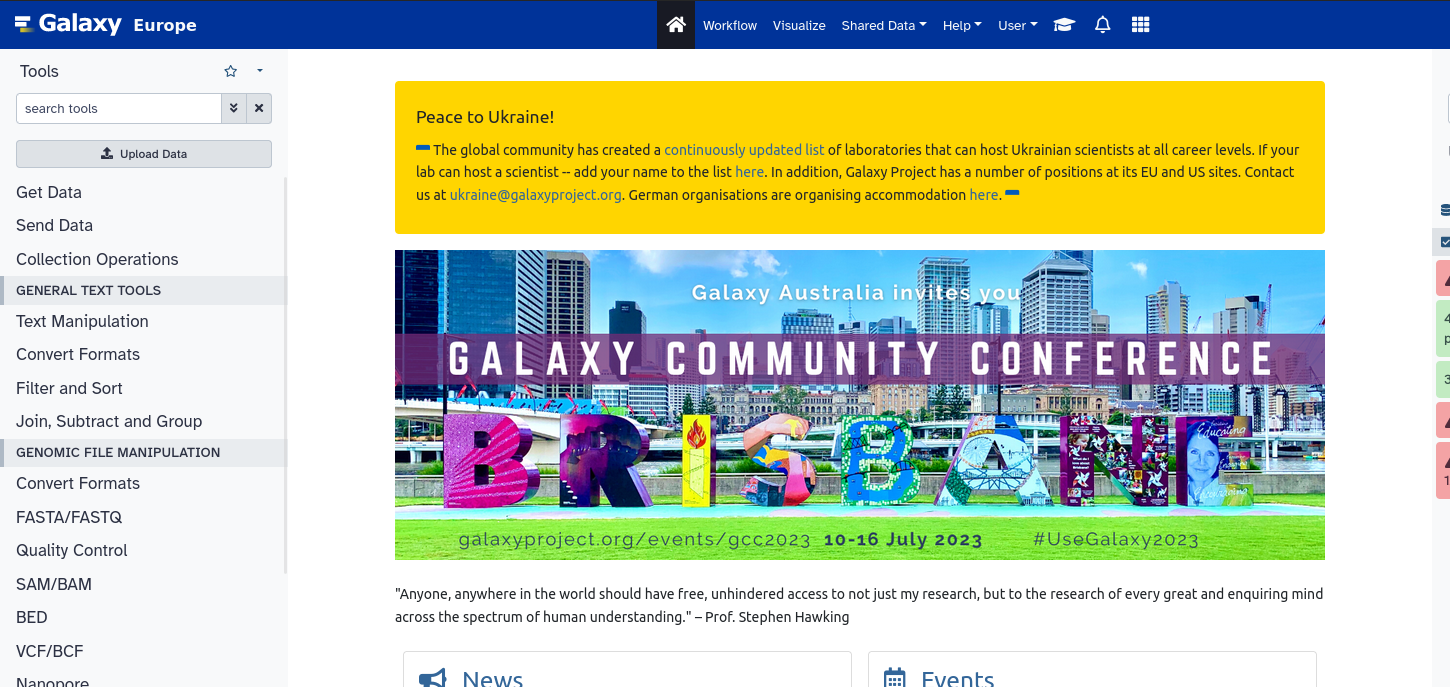 Galaxy Europe
Workflow Visualize Shared Data Help User
Tools
search tools
Upload Data
Get Data
Send Data
Collection Operations
GENERAL TEXT TOOLS
Text Manipulation
Convert Formats
Filter and Sort
Join, Subtract and Group
GENOMIC FILE MANIPULATION
Convert Formats
FASTA/FASTQ
Quality Control
SAM/BAM
BED
VCF/BCF
Nanopore
Peace to Ukraine!
The global community has created a continuously updated list of laboratories that can host Ukrainian scientists at all career levels. If your
lab can host a scientist -- add your name to the list here. In addition, Galaxy Project has a number of positions at its EU and US sites. Contact
us at ukraine@galaxyproject.org. German organisations are organising accommodation here.
Galaxy Australia invites you
GALAXY COMMUNITY CONFERENCE
BRISBANE
Educating
galaxyproject.org/events/gcc2023 10-16 July 2023 #UseGalaxy2023
"Anyone, anywhere in the world should have free, unhindered access to not just my research, but to the research of every great and enquiring mind
across the spectrum of human understanding." – Prof. Stephen Hawking
News
Events